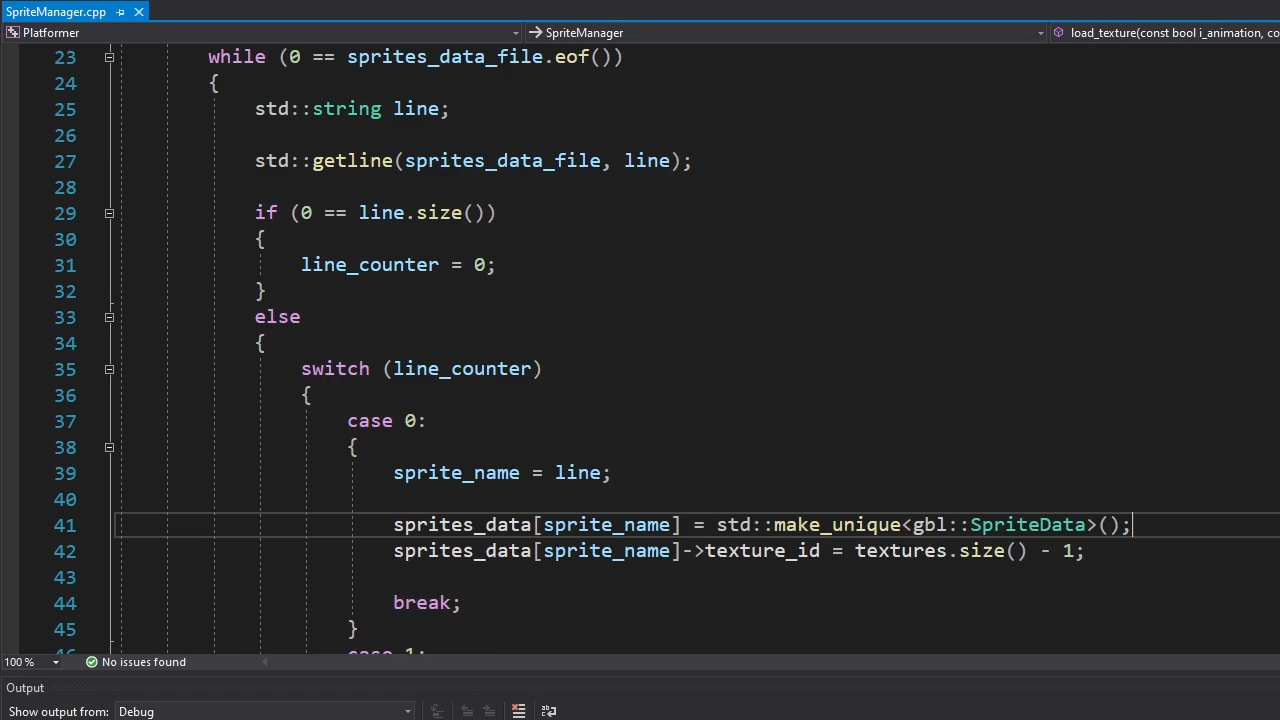 SpriteManager.cpp
Platformer SpriteManager load_texture(const bool i_animation, co
23 while (0 == sprites_data_file.eof())
24 {
25 std::string line;
26
27 std::getline(sprites_data_file, line);
28
29 if (0 == line.size())
30 {
31 line_counter = 0;
32 }
33 else
34 {
35 switch (line_counter)
36 {
37 case 0:
38 {
39 sprite_name = line;
40
41 sprites_data[sprite_name] = std::make_unique<gbl::SpriteData>();
42 sprites_data[sprite_name]->texture_id = textures.size() - 1;
43
44 break;
45 }
46 case 1:
100 % No issues found
Output
Show output from: Debug